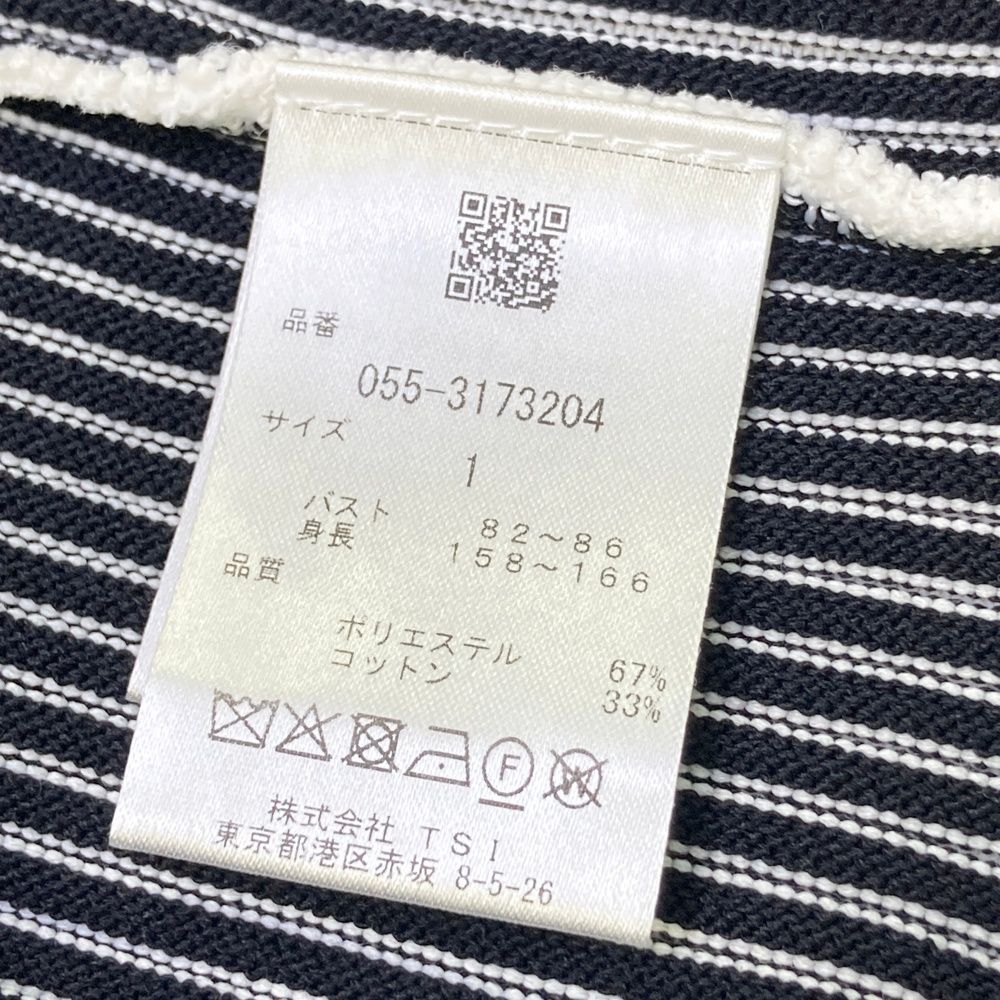 品番
055-3173204
サイズ
1
バスト 82～86
身長 158～166
品質
ポリエステル 67%
コットン 33%
F
W
株式会社 TSI
東京都港区赤坂 8-5-26